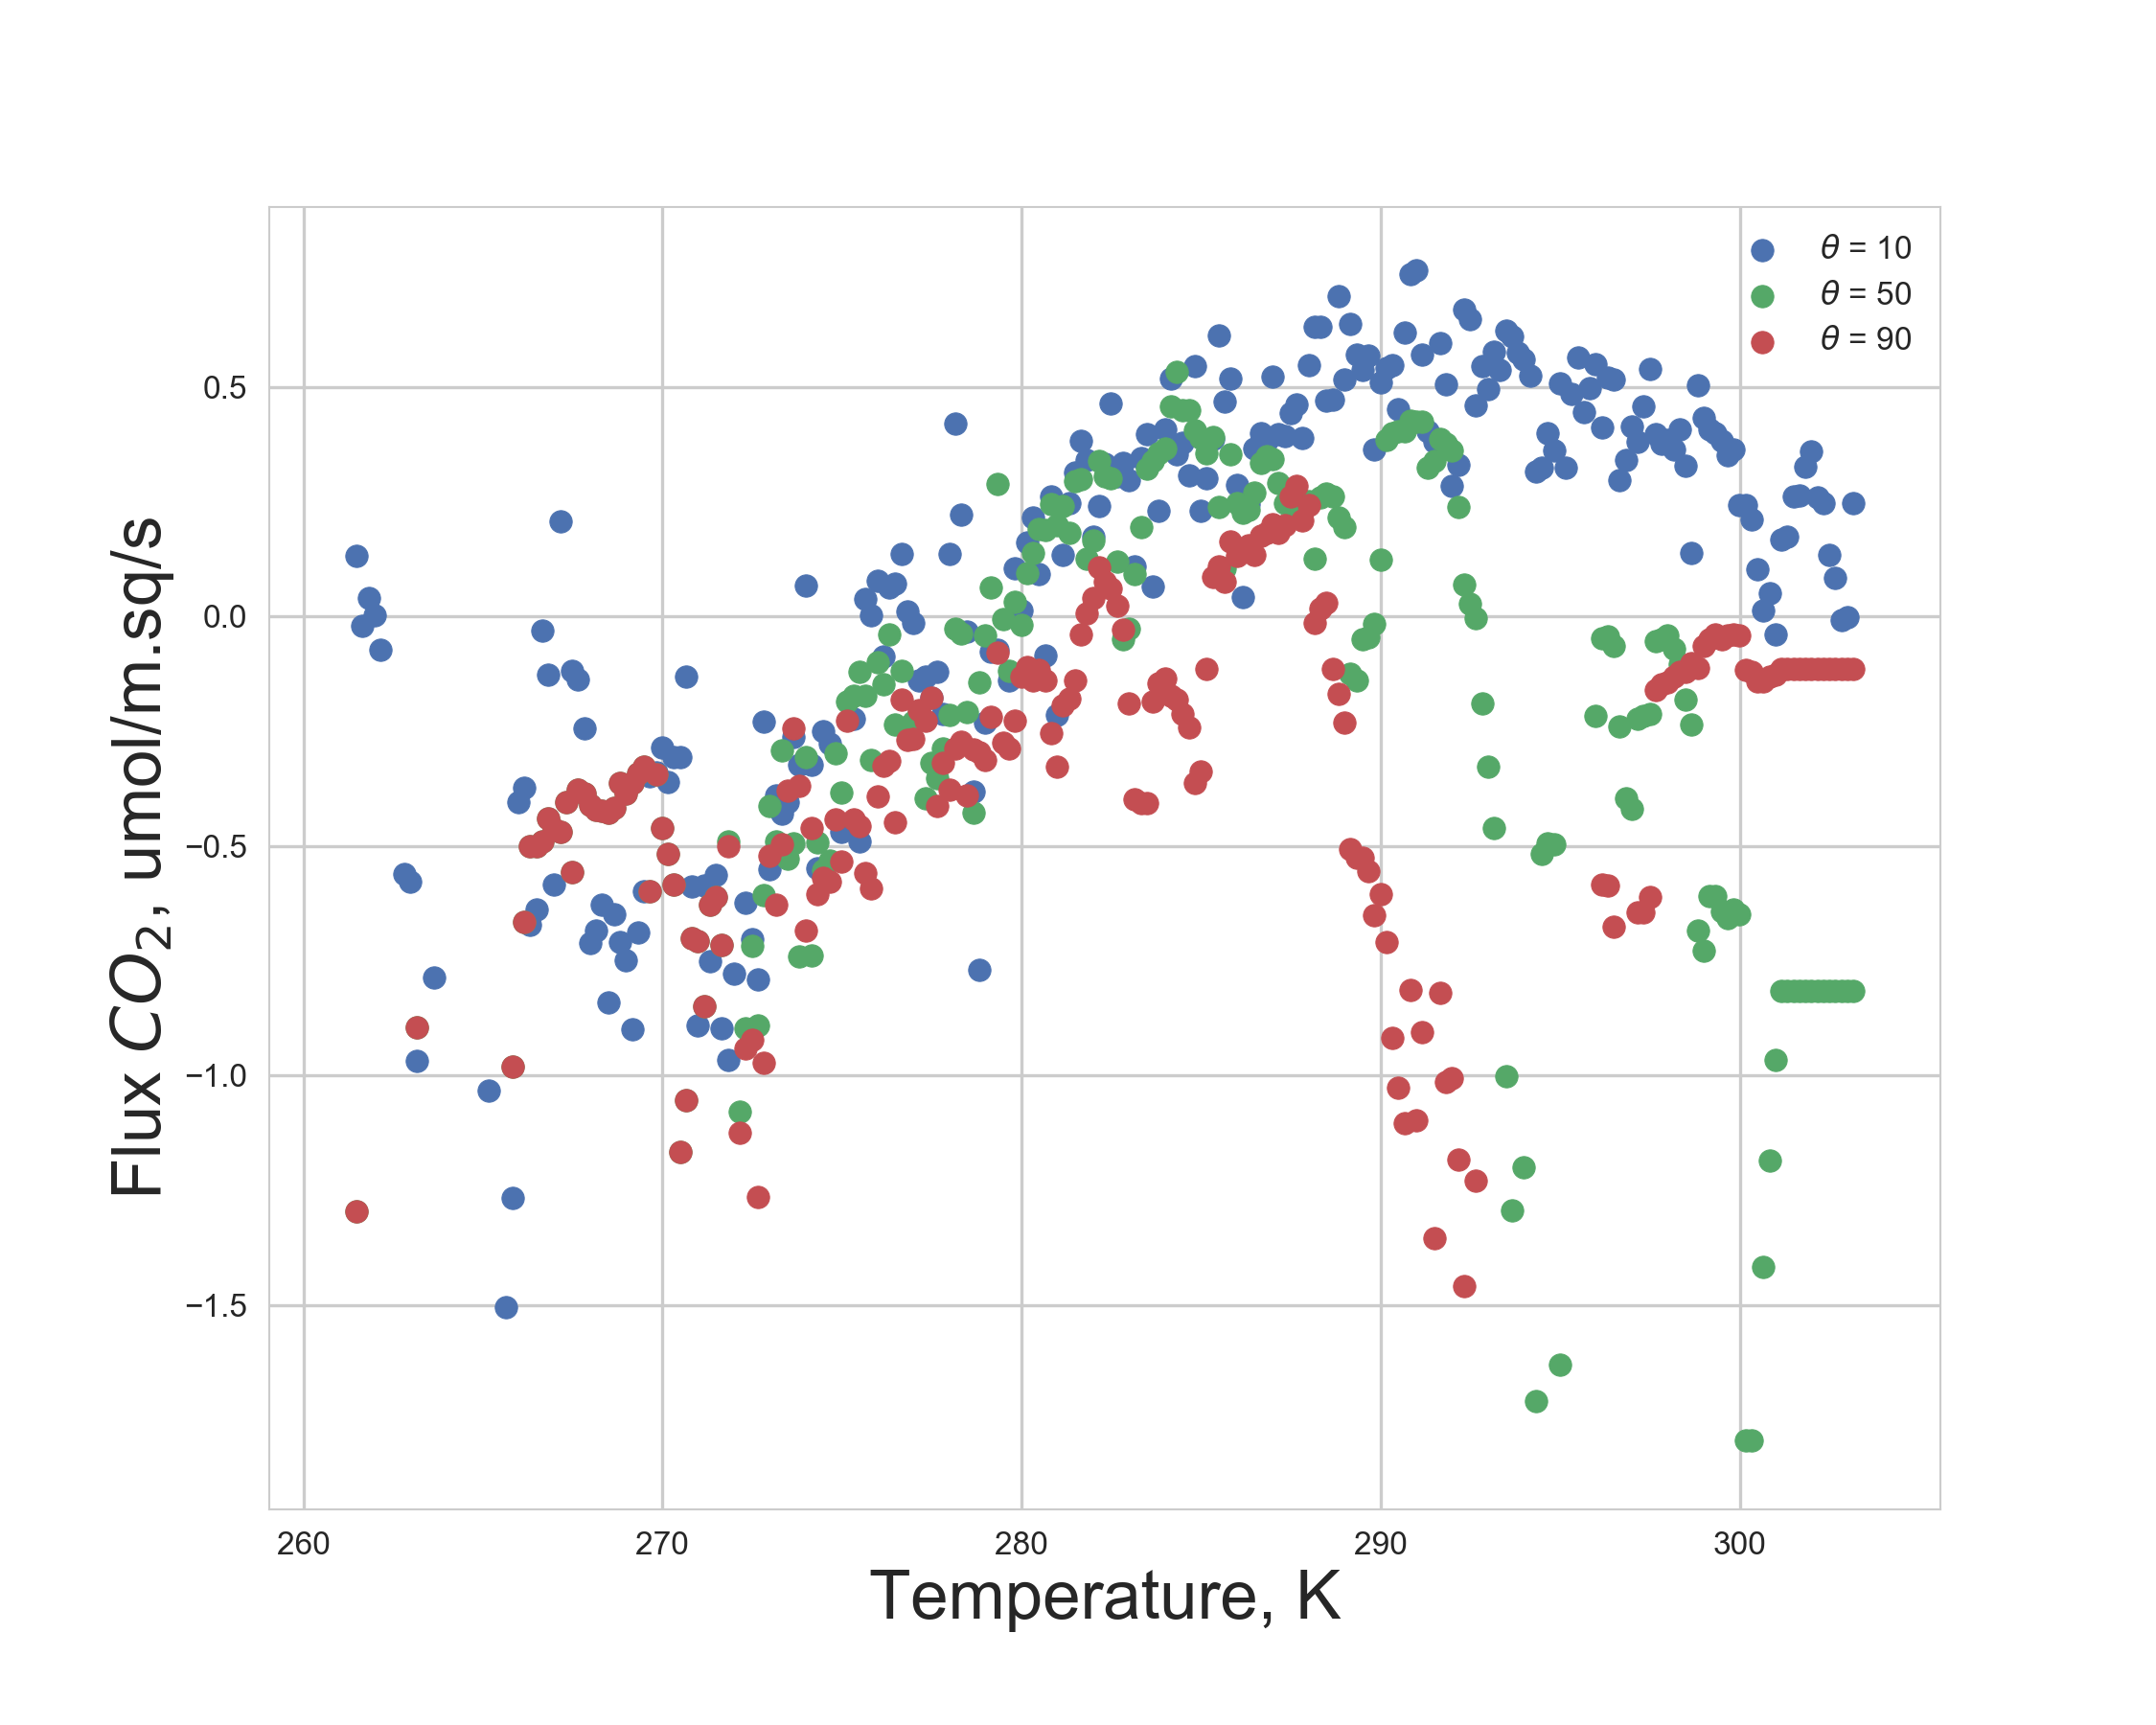 θ = 10
θ = 50
θ = 90
0.5
0.0
−0.5
−1.0
−1.5
Flux CO₂, umol/m.sq/s
260 270 280 290 300
Temperature, K